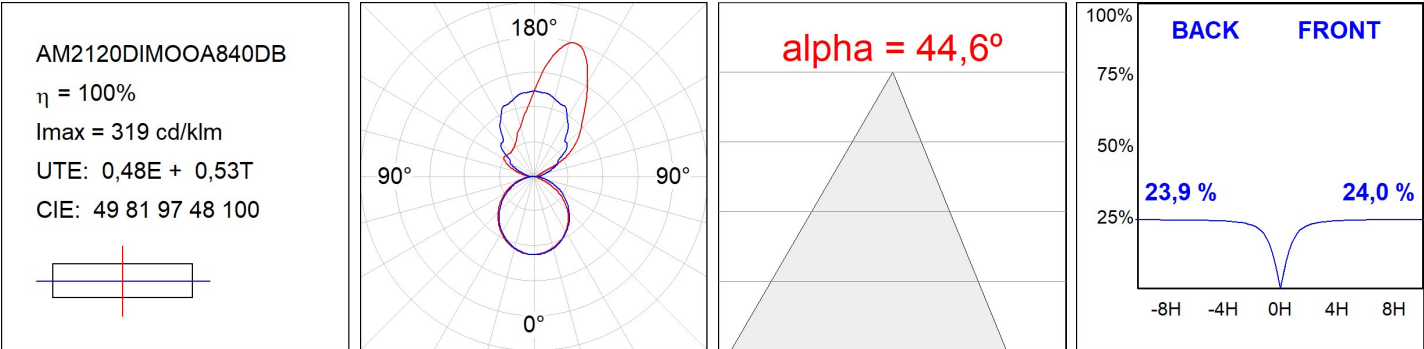 AM2120DIMOOA840DB
η = 100%
Imax = 319 cd/klm
UTE: 0,48E + 0,53T
CIE: 49 81 97 48 100
180°
90° 90°
0°
alpha = 44,6º
100%
BACK FRONT
75%
50%
23,9 % 24,0 %
25%
-8H -4H 0H 4H 8H